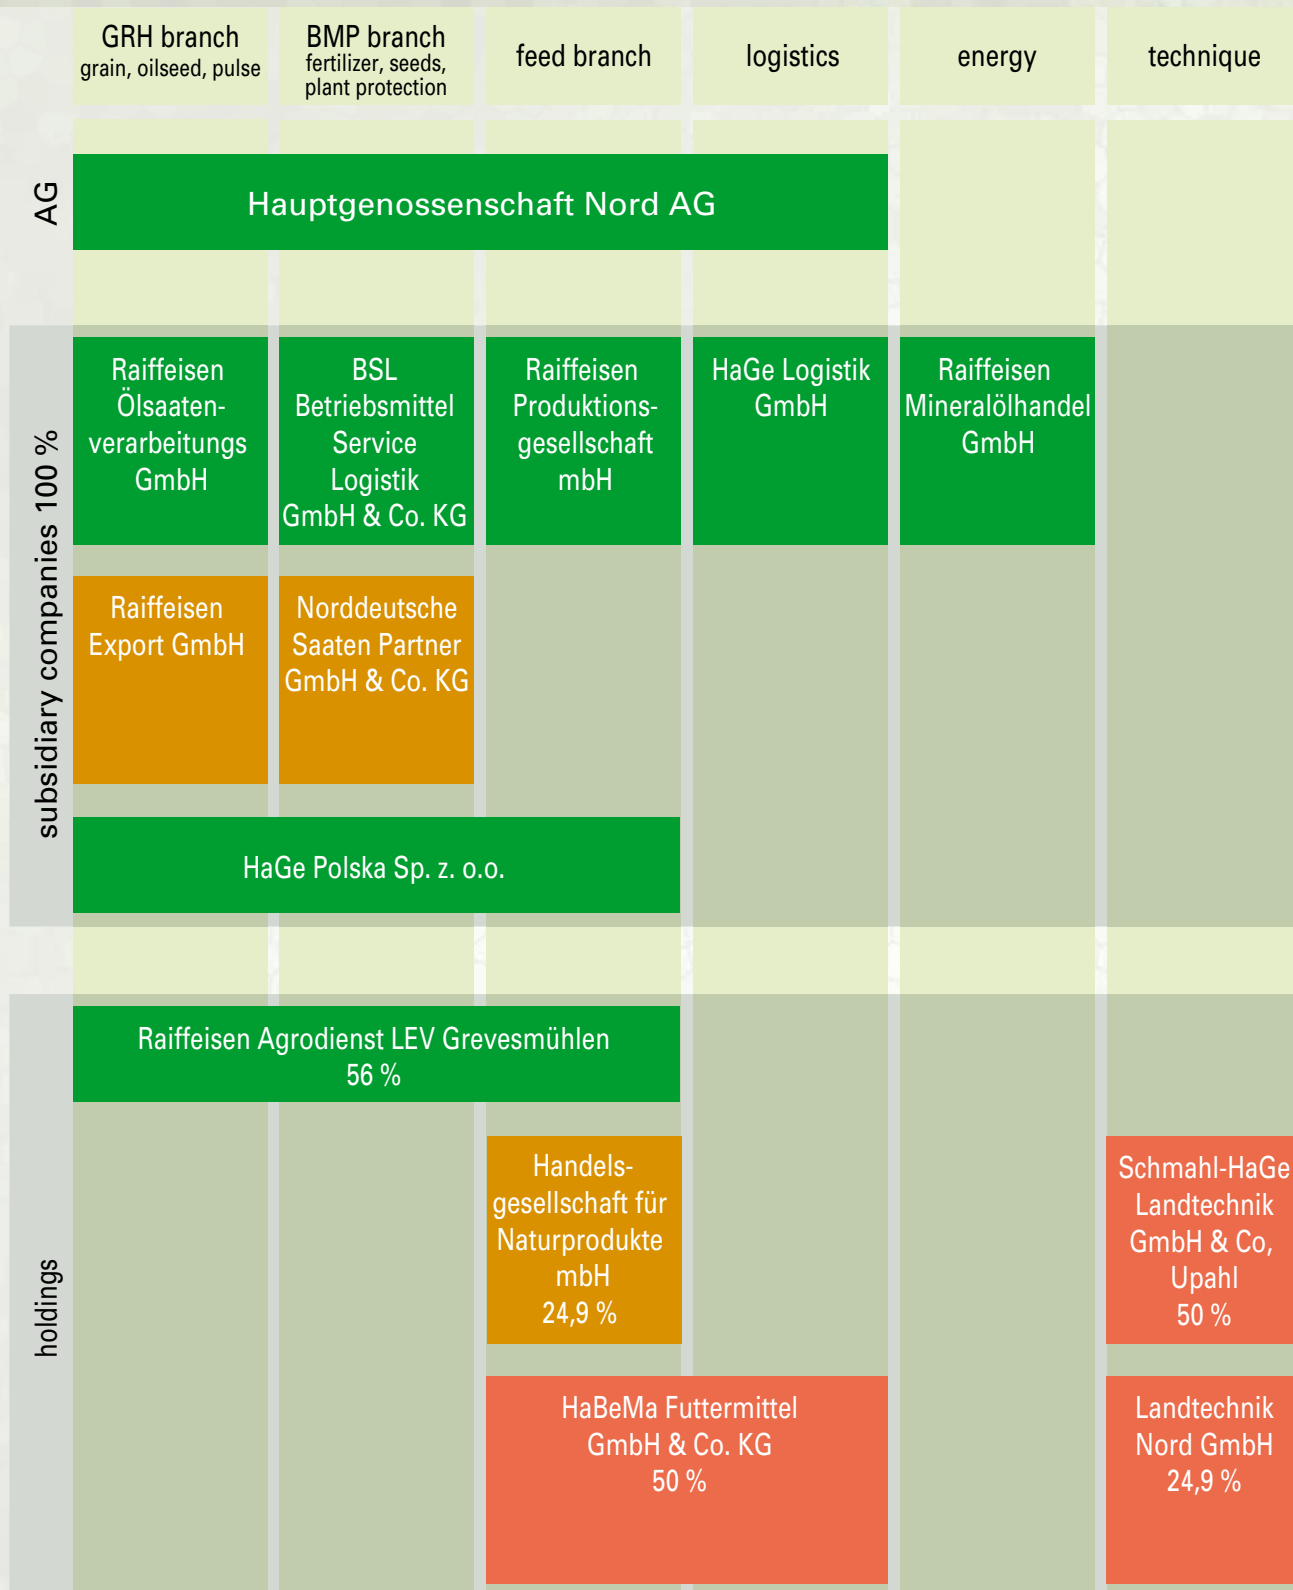 GRH branch
grain, oilseed, pulse
BMP branch
fertilizer, seeds,
plant protection
feed branch
logistics
energy
technique
AG
Hauptgenossenschaft Nord AG
subsidiary companies 100 %
Raiffeisen
Ölsaaten-
verarbeitungs
GmbH
BSL
Betriebsmittel
Service
Logistik
GmbH & Co. KG
Raiffeisen
Produktions-
gesellschaft
mbH
HaGe Logistik
GmbH
Raiffeisen
Mineralölhandel
GmbH
Raiffeisen
Export GmbH
Norddeutsche
Saaten Partner
GmbH & Co. KG
HaGe Polska Sp. z. o.o.
holdings
Raiffeisen Agrodienst LEV Grevesmühlen
56 %
Handels-
gesellschaft für
Naturprodukte
mbH
24,9 %
Schmahl-HaGe
Landtechnik
GmbH & Co,
Upahl
50 %
HaBeMa Futtermittel
GmbH & Co. KG
50 %
Landtechnik
Nord GmbH
24,9 %